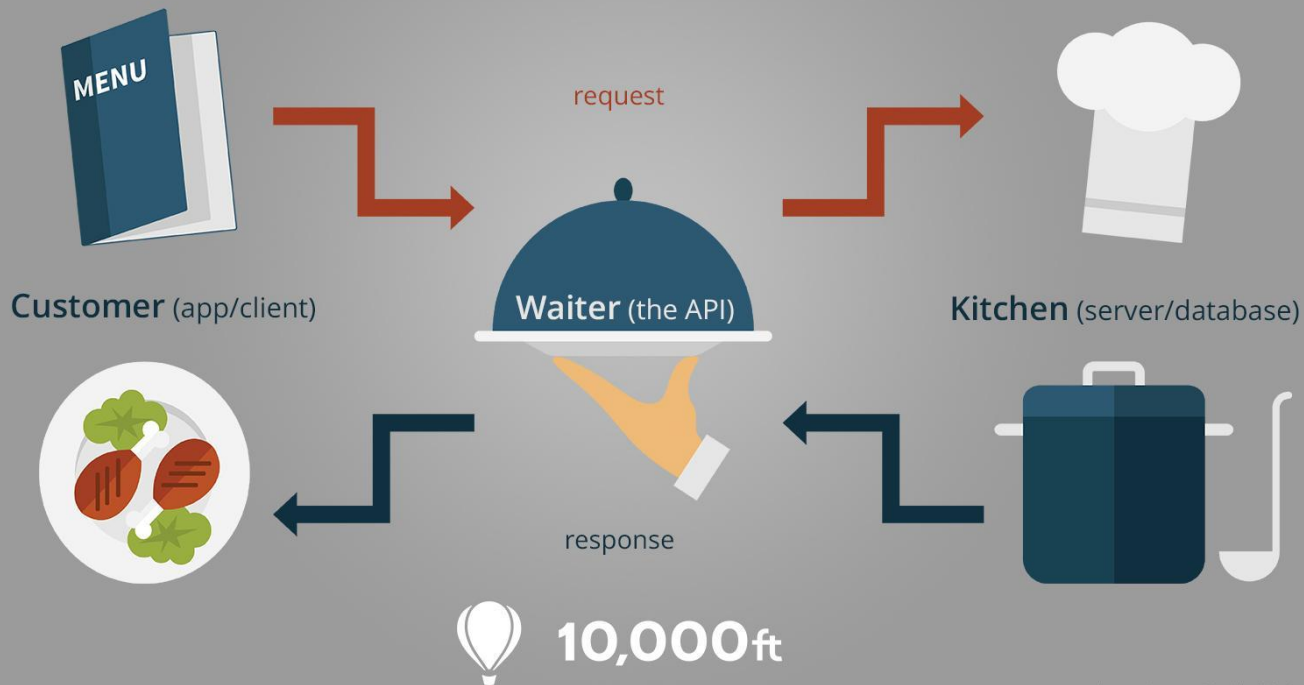 MENU
request
Customer (app/client)
Waiter (the API)
Kitchen (server/database)
response
10,000ft